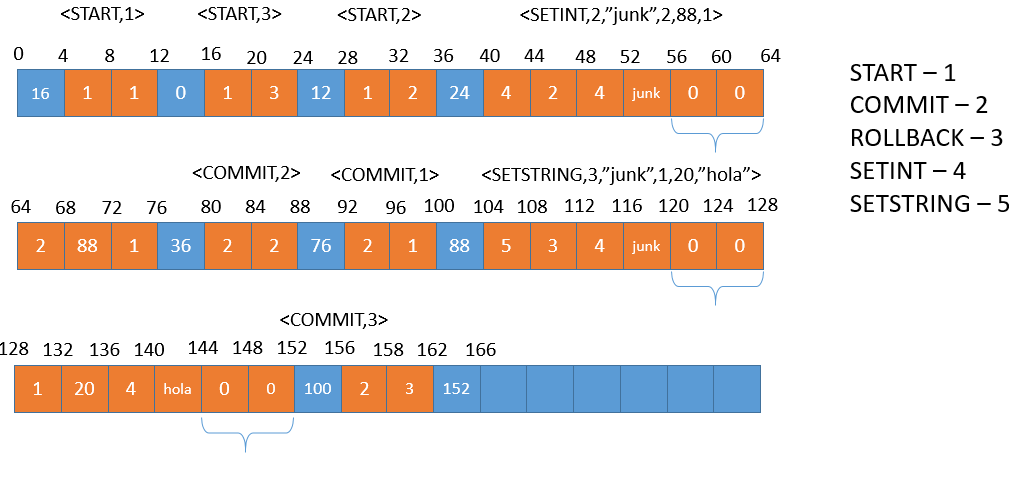 <START,1> <START,3> <START,2> <SETINT,2,”junk”,2,88,1>
0 4 8 12 16 20 24 28 32 36 40 44 48 52 56 60 64
16 1 1 0 1 3 12 1 2 24 4 2 4 junk 0 0
START – 1
COMMIT – 2
ROLLBACK – 3
SETINT – 4
SETSTRING – 5
<COMMIT,2> <COMMIT,1> <SETSTRING,3,”junk”,1,20,”hola”>
64 68 72 76 80 84 88 92 96 100 104 108 112 116 120 124 128
2 88 1 36 2 2 76 2 1 88 5 3 4 junk 0 0
<COMMIT,3>
128 132 136 140 144 148 152 156 158 162 166
1 20 4 hola 0 0 100 2 3 152